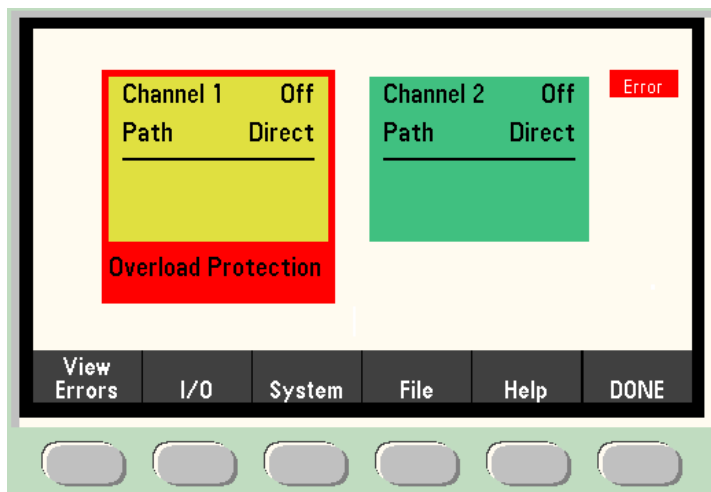 Channel 1 Off
Path Direct
Overload Protection
Channel 2 Off
Path Direct
Error
View Errors
I/O
System
File
Help
DONE